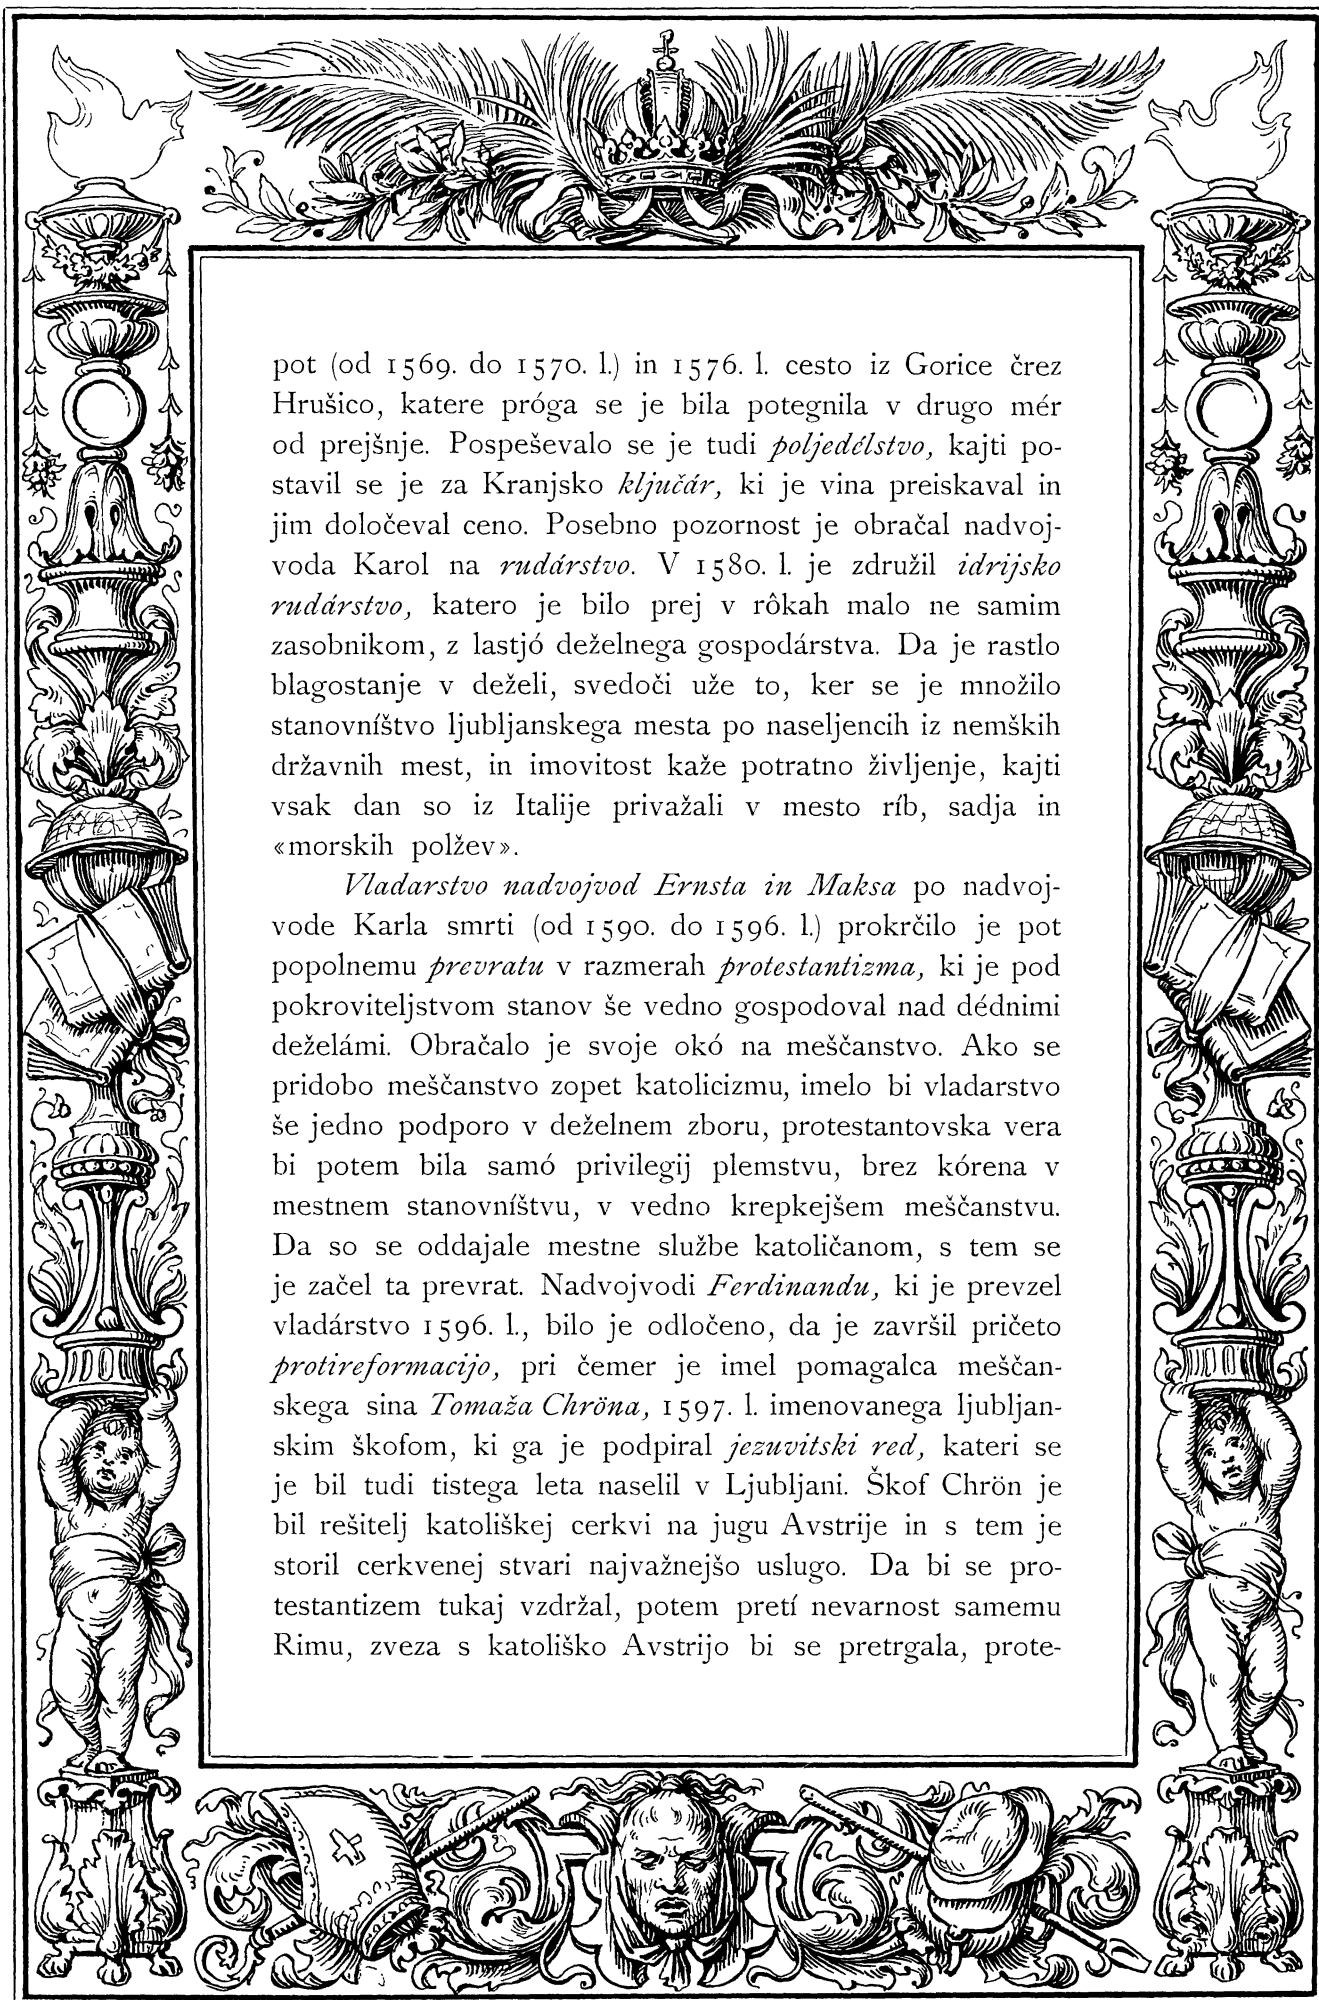 pot (od 1569. do 1570. l.) in 1576. l. cesto iz Gorice črez
Hrušico, katere próga se je bila potegnila v drugo mér
od prejšnje. Pospeševalo se je tudi poljedélstvo, kajti po-
stavil se je za Kranjsko ključár, ki je vina preiskaval in
jim določeval ceno. Posebno pozornost je obračal nadvoj-
voda Karol na rudárstvo. V 1580. l. je združil idrijsko
rudárstvo, katero je bilo prej v rôkah malo ne samim
zasobnikom, z lastjó deželnega gospodárstva. Da je rastlo
blagostanje v deželi, svedoči uže to, ker se je množilo
stanovníštvo ljubljanskega mesta po naseljencih iz nemških
državnih mest, in imovitost kaže potratno življenje, kajti
vsak dan so iz Italije privažali v mesto ríb, sadja in
«morskih polžev».
Vladarstvo nadvojvod Ernsta in Maksa po nadvoj-
vode Karla smrti (od 1590. do 1596. l.) prokrčilo je pot
popolnemu prevratu v razmerah protestantizma, ki je pod
pokroviteljstvom stanov še vedno gospodoval nad dédnimi
deželámi. Obračalo je svoje okó na meščanstvo. Ako se
pridobo meščanstvo zopet katolicizmu, imelo bi vladarstvo
še jedno podporo v deželnem zboru, protestantovska vera
bi potem bila samó privilegij plemstvu, brez kórena v
mestnem stanovníštvu, v vedno krepkejšem meščanstvu.
Da so se oddajale mestne službe katoličanom, s tem se
je začel ta prevrat. Nadvojvodi Ferdinandu, ki je prevzel
vladárstvo 1596. l., bilo je odločeno, da je završil pričeto
protireformacijo, pri čemer je imel pomagalca meščan-
skega sina Tomaža Chröna, 1597. l. imenovanega ljubljan-
skim škofom, ki ga je podpiral jezuvitski red, kateri se
je bil tudi tistega leta naselil v Ljubljani. Škof Chrön je
bil rešitelj katoliškej cerkvi na jugu Avstrije in s tem je
storil cerkvenej stvari najvažnejšo uslugo. Da bi se pro-
testantizem tukaj vzdržal, potem pretí nevarnost samemu
Rimu, zveza s katoliško Avstrijo bi se pretrgala, prote-